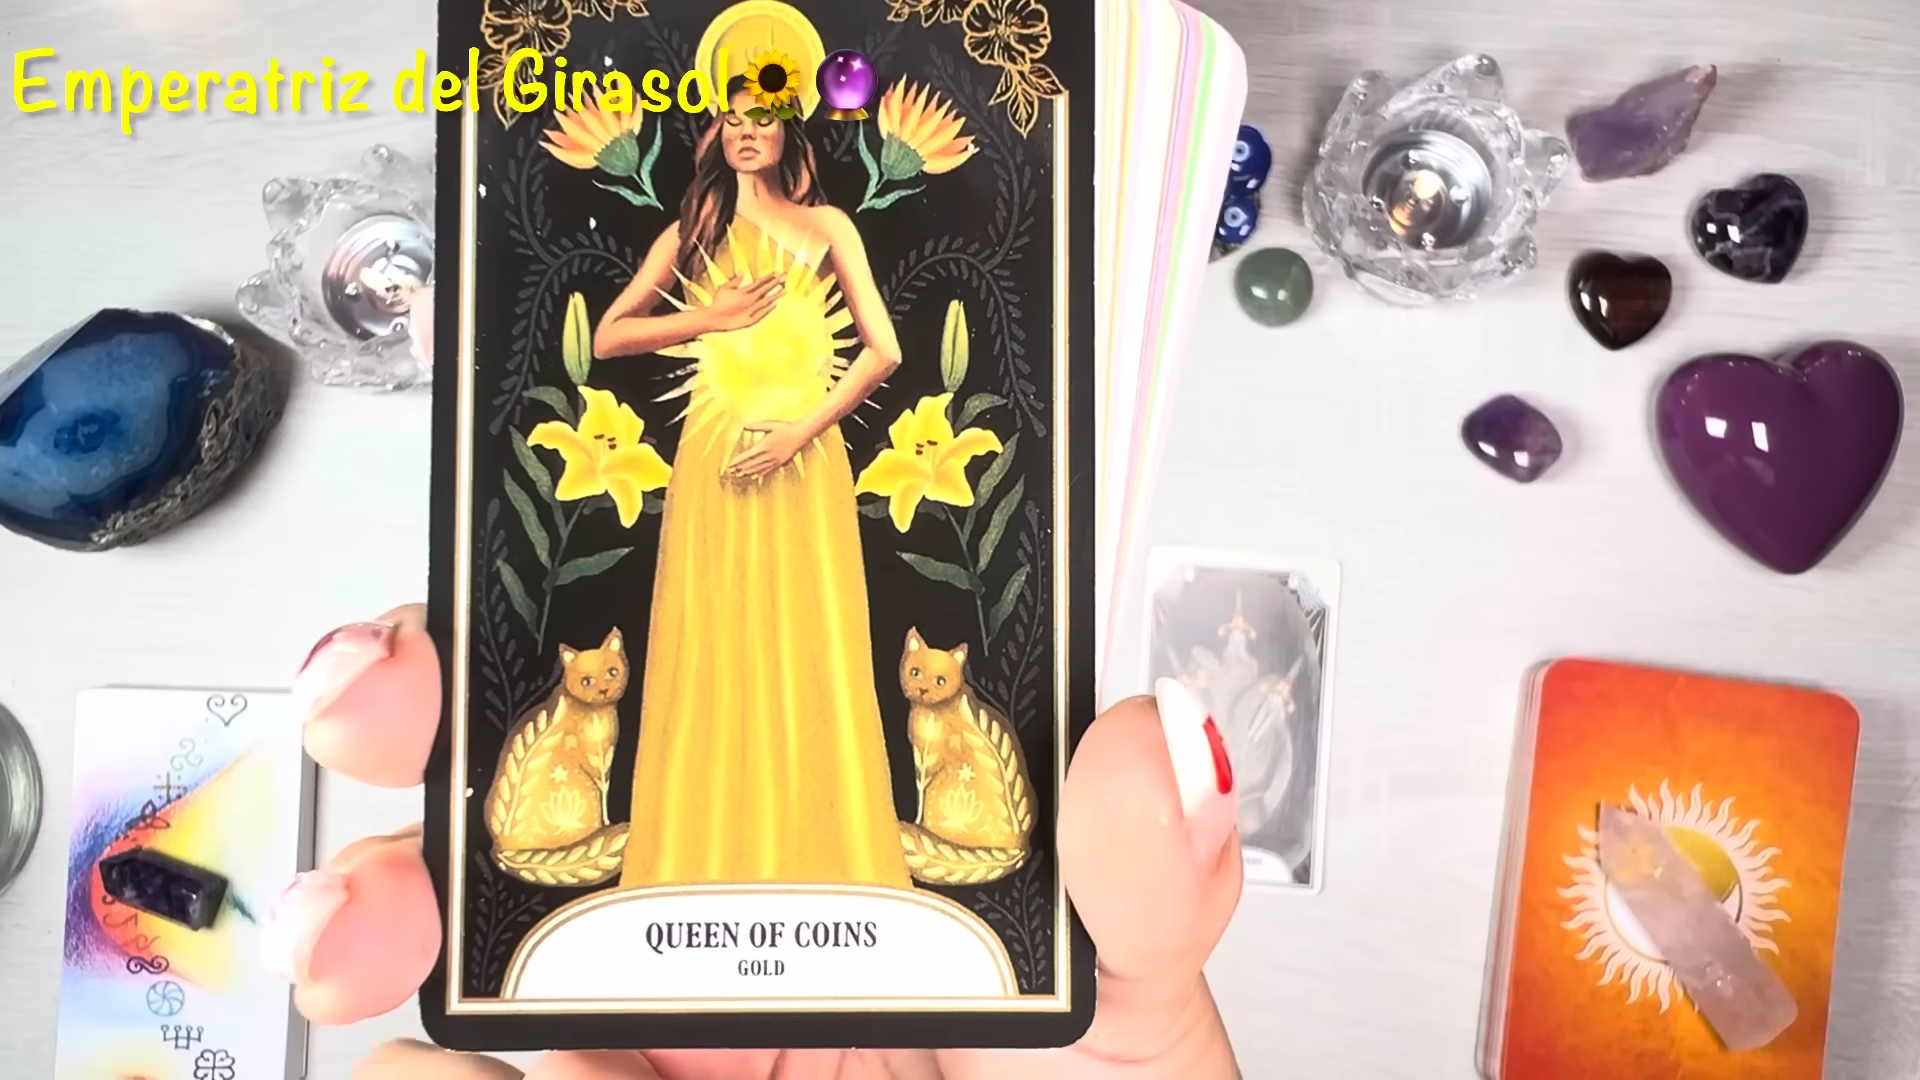 Emperatriz del Girasol🌻🔮
QUEEN OF COINS
GOLD